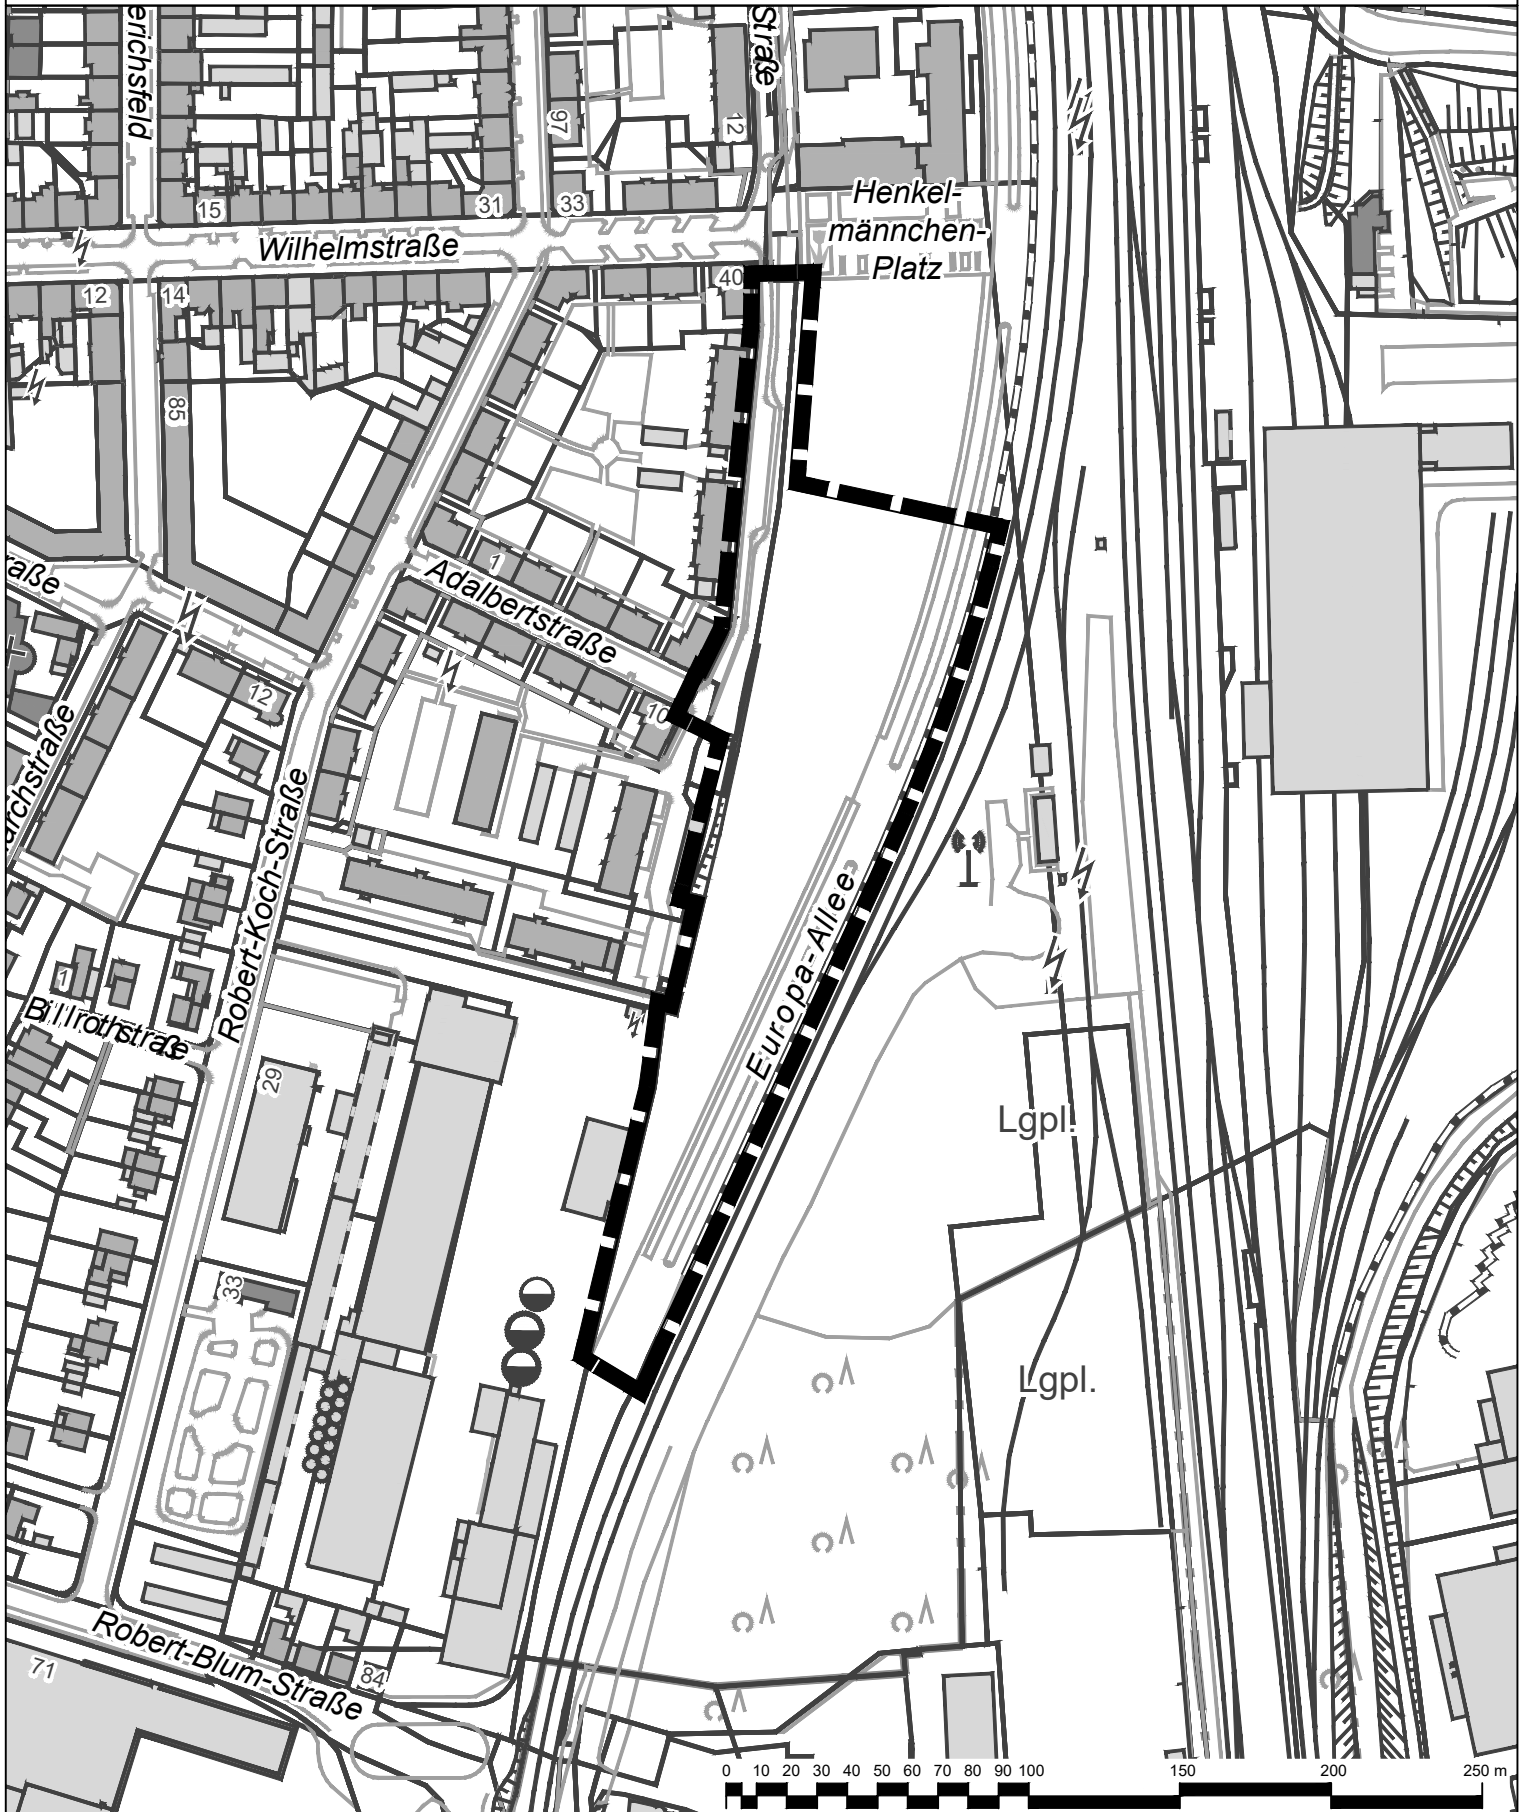 erichsfeld
Straße
97
12
15
31
33
Henkel-
männchen-
Platz
Wilhelmstraße
12
14
40
85
1
Adalbertstraße
raße
12
10
archstraße
Robert-Koch-Straße
Europa-Allee
1
Billrothstraße
29
Lgpl.
33
Lgpl.
Robert-Blum-Straße
71
84
0 10 20 30 40 50 60 70 80 90 100 150 200 250 m